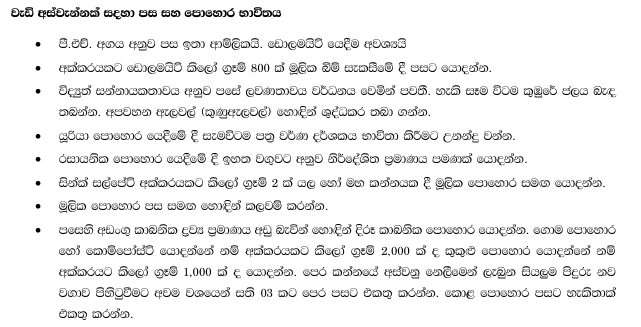 වැඩි අස්වැන්නක් සඳහා පස සහ පොහොර භාවිතය
• පී.එච්. අගය අනුව පස ඉතා ආම්ලිකයි. ඩොලමයිට් යෙදීම අවශ්‍යයි
• අක්කරයකට ඩොලමයිට් කිලෝ ග්‍රෑම් 800 ක් මූලික බිම් සැකසීමේ දී පසට යොදන්න.
• විද්‍යුත් සන්නායකතාවය අනුව පසේ ලවණතාවය වර්ධනය වෙමින් පවතී. හැකි සෑම විටම කුඹුරේ ජලය බැඳ
තබන්න. අපවහන ඇලවල් (කුණුඇලවල්) හොඳින් ශුද්ධකර තබා ගන්න.
• යූරියා පොහොර යෙදීමේ දී සැමවිටම පත්‍ර වර්ණ දර්ශකය භාවිතා කිරීමට උනන්දු වන්න.
• රසායනික පොහොර යෙදීමේ දී ඉහත වගුවට අනුව නිර්දේශිත ප්‍රමාණය පමණක් යොදන්න.
• සින්ක් සල්පේට් අක්කරයකට කිලෝ ග්‍රෑම් 2 ක් යල හෝ මහ කන්නයක දී මූලික පොහොර සමඟ යොදන්න.
• මූලික පොහොර පස සමඟ හොඳින් කලවම් කරන්න.
• පසෙහි අඩංගු කාබනික ද්‍රව්‍ය ප්‍රමාණය අඩු බැවින් හොඳින් දිරූ කාබනික පොහොර යොදන්න. ගොම පොහොර
හෝ කොම්පෝස්ට් යොදන්නේ නම් අක්කරයකට කිලෝ ග්‍රෑම් 2,000 ක් ද කුකුළු පොහොර යොදන්නේ නම්
අක්කරයට කිලෝ ග්‍රෑම් 1,000 ක් ද යොදන්න. පෙර කන්නයේ අස්වනු නෙලීමෙන් ලැබුන සියලුම පිදුරු නව
වගාව පිහිටුවීමට අවම වශයෙන් සති 03 කට පෙර පසට එකතු කරන්න. කොළ පොහොර පසට හැකිතාක්
එකතු කරන්න.